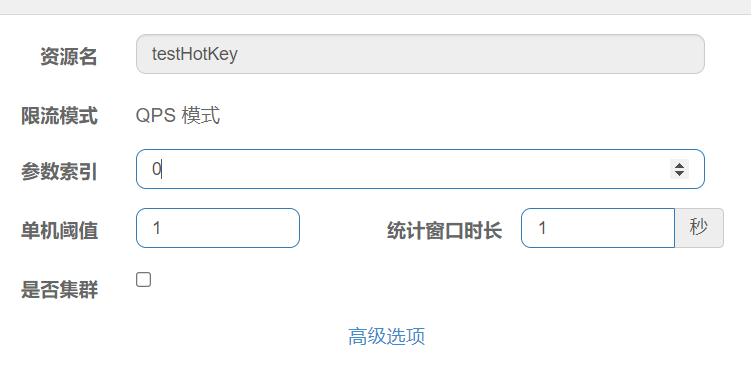 资源名 testHotKey
限流模式 QPS 模式
参数索引 0
单机阈值 1 统计窗口时长 1 秒
是否集群
高级选项